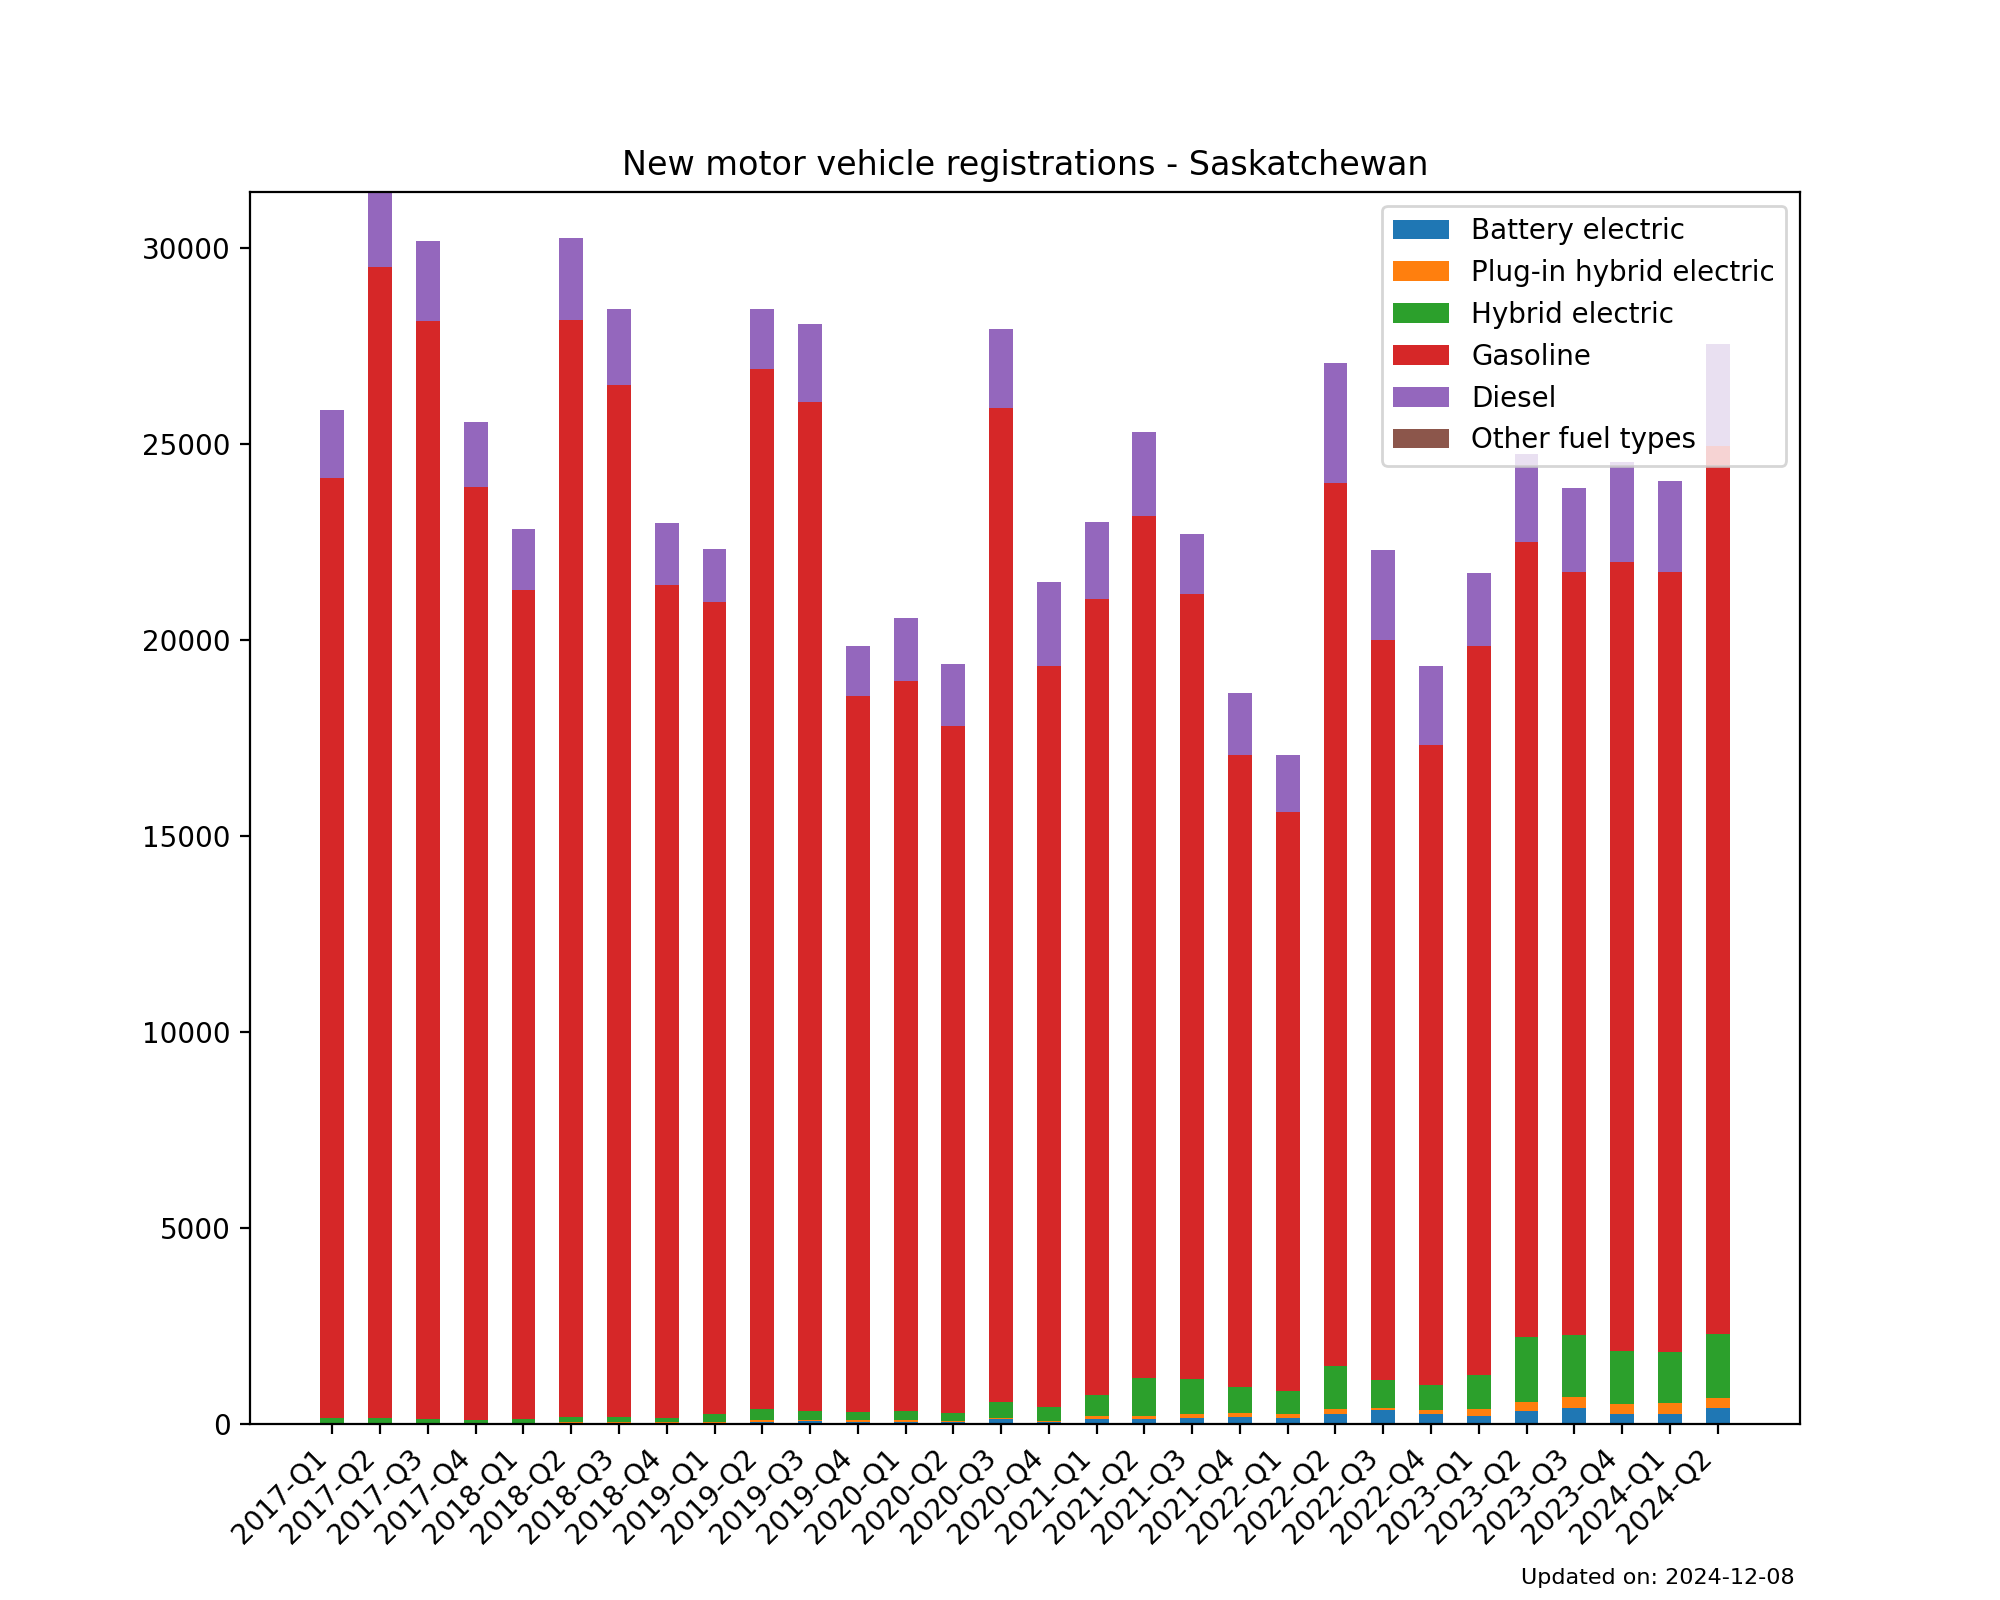 New motor vehicle registrations - Saskatchewan
30000
25000
20000
15000
10000
5000
0
Battery electric
Plug-in hybrid electric
Hybrid electric
Gasoline
Diesel
Other fuel types
2017-Q1
2017-Q2
2017-Q3
2017-Q4
2018-Q1
2018-Q2
2018-Q3
2018-Q4
2019-Q1
2019-Q2
2019-Q3
2019-Q4
2020-Q1
2020-Q2
2020-Q3
2020-Q4
2021-Q1
2021-Q2
2021-Q3
2021-Q4
2022-Q1
2022-Q2
2022-Q3
2022-Q4
2023-Q1
2023-Q2
2023-Q3
2023-Q4
2024-Q1
2024-Q2
Updated on: 2024-12-08